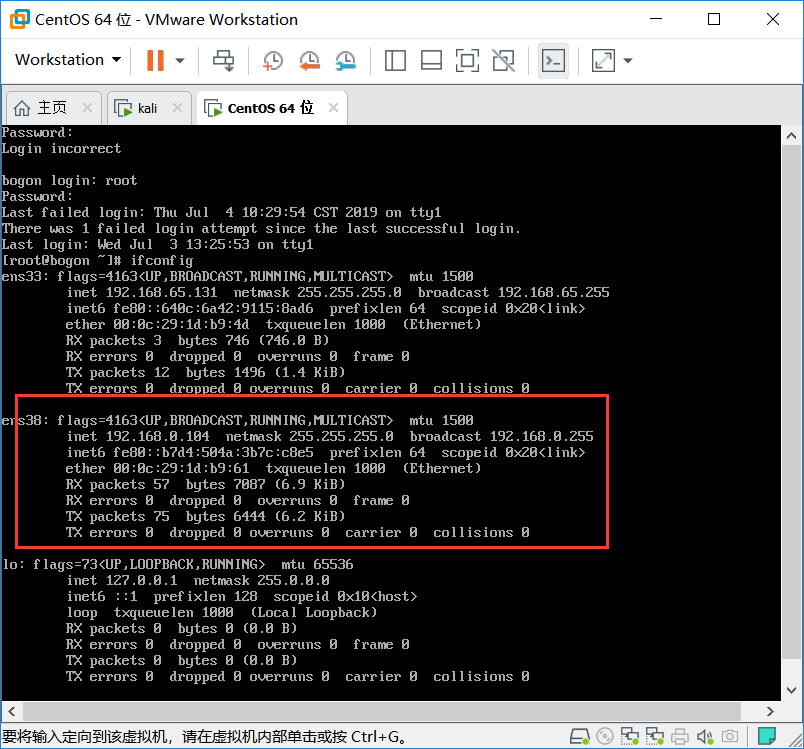 CentOS 64 位 - VMware Workstation
Workstation
主页
kali
CentOS 64 位
Password:
Login incorrect
bogon login: root
Password:
Last failed login: Thu Jul  4 10:29:54 CST 2019 on tty1
There was 1 failed login attempt since the last successful login.
Last login: Wed Jul  3 13:25:53 on tty1
[root@bogon ~]# ifconfig
ens33: flags=4163<UP,BROADCAST,RUNNING,MULTICAST>  mtu 1500
inet 192.168.65.131  netmask 255.255.255.0  broadcast 192.168.65.255
inet6 fe80::640c:6a42:9115:8ad6  prefixlen 64  scopeid 0x20<link>
ether 00:0c:29:1d:b9:4d  txqueuelen 1000  (Ethernet)
RX packets 3  bytes 746 (746.0 B)
RX errors 0  dropped 0  overruns 0  frame 0
TX packets 12  bytes 1496 (1.4 KiB)
TX errors 0  dropped 0 overruns 0  carrier 0  collisions 0
ens38: flags=4163<UP,BROADCAST,RUNNING,MULTICAST>  mtu 1500
inet 192.168.0.104  netmask 255.255.255.0  broadcast 192.168.0.255
inet6 fe80::b7d4:504a:3b7c:c8e5  prefixlen 64  scopeid 0x20<link>
ether 00:0c:29:1d:b9:61  txqueuelen 1000  (Ethernet)
RX packets 57  bytes 7087 (6.9 KiB)
RX errors 0  dropped 0  overruns 0  frame 0
TX packets 75  bytes 6444 (6.2 KiB)
TX errors 0  dropped 0 overruns 0  carrier 0  collisions 0
lo: flags=73<UP,LOOPBACK,RUNNING>  mtu 65536
inet 127.0.0.1  netmask 255.0.0.0
inet6 ::1  prefixlen 128  scopeid 0x10<host>
loop  txqueuelen 1000  (Local Loopback)
RX packets 0  bytes 0 (0.0 B)
RX errors 0  dropped 0  overruns 0  frame 0
TX packets 0  bytes 0 (0.0 B)
TX errors 0  dropped 0 overruns 0  carrier 0  collisions 0
要将输入定向到该虚拟机，请在虚拟机内部单击或按 Ctrl+G。